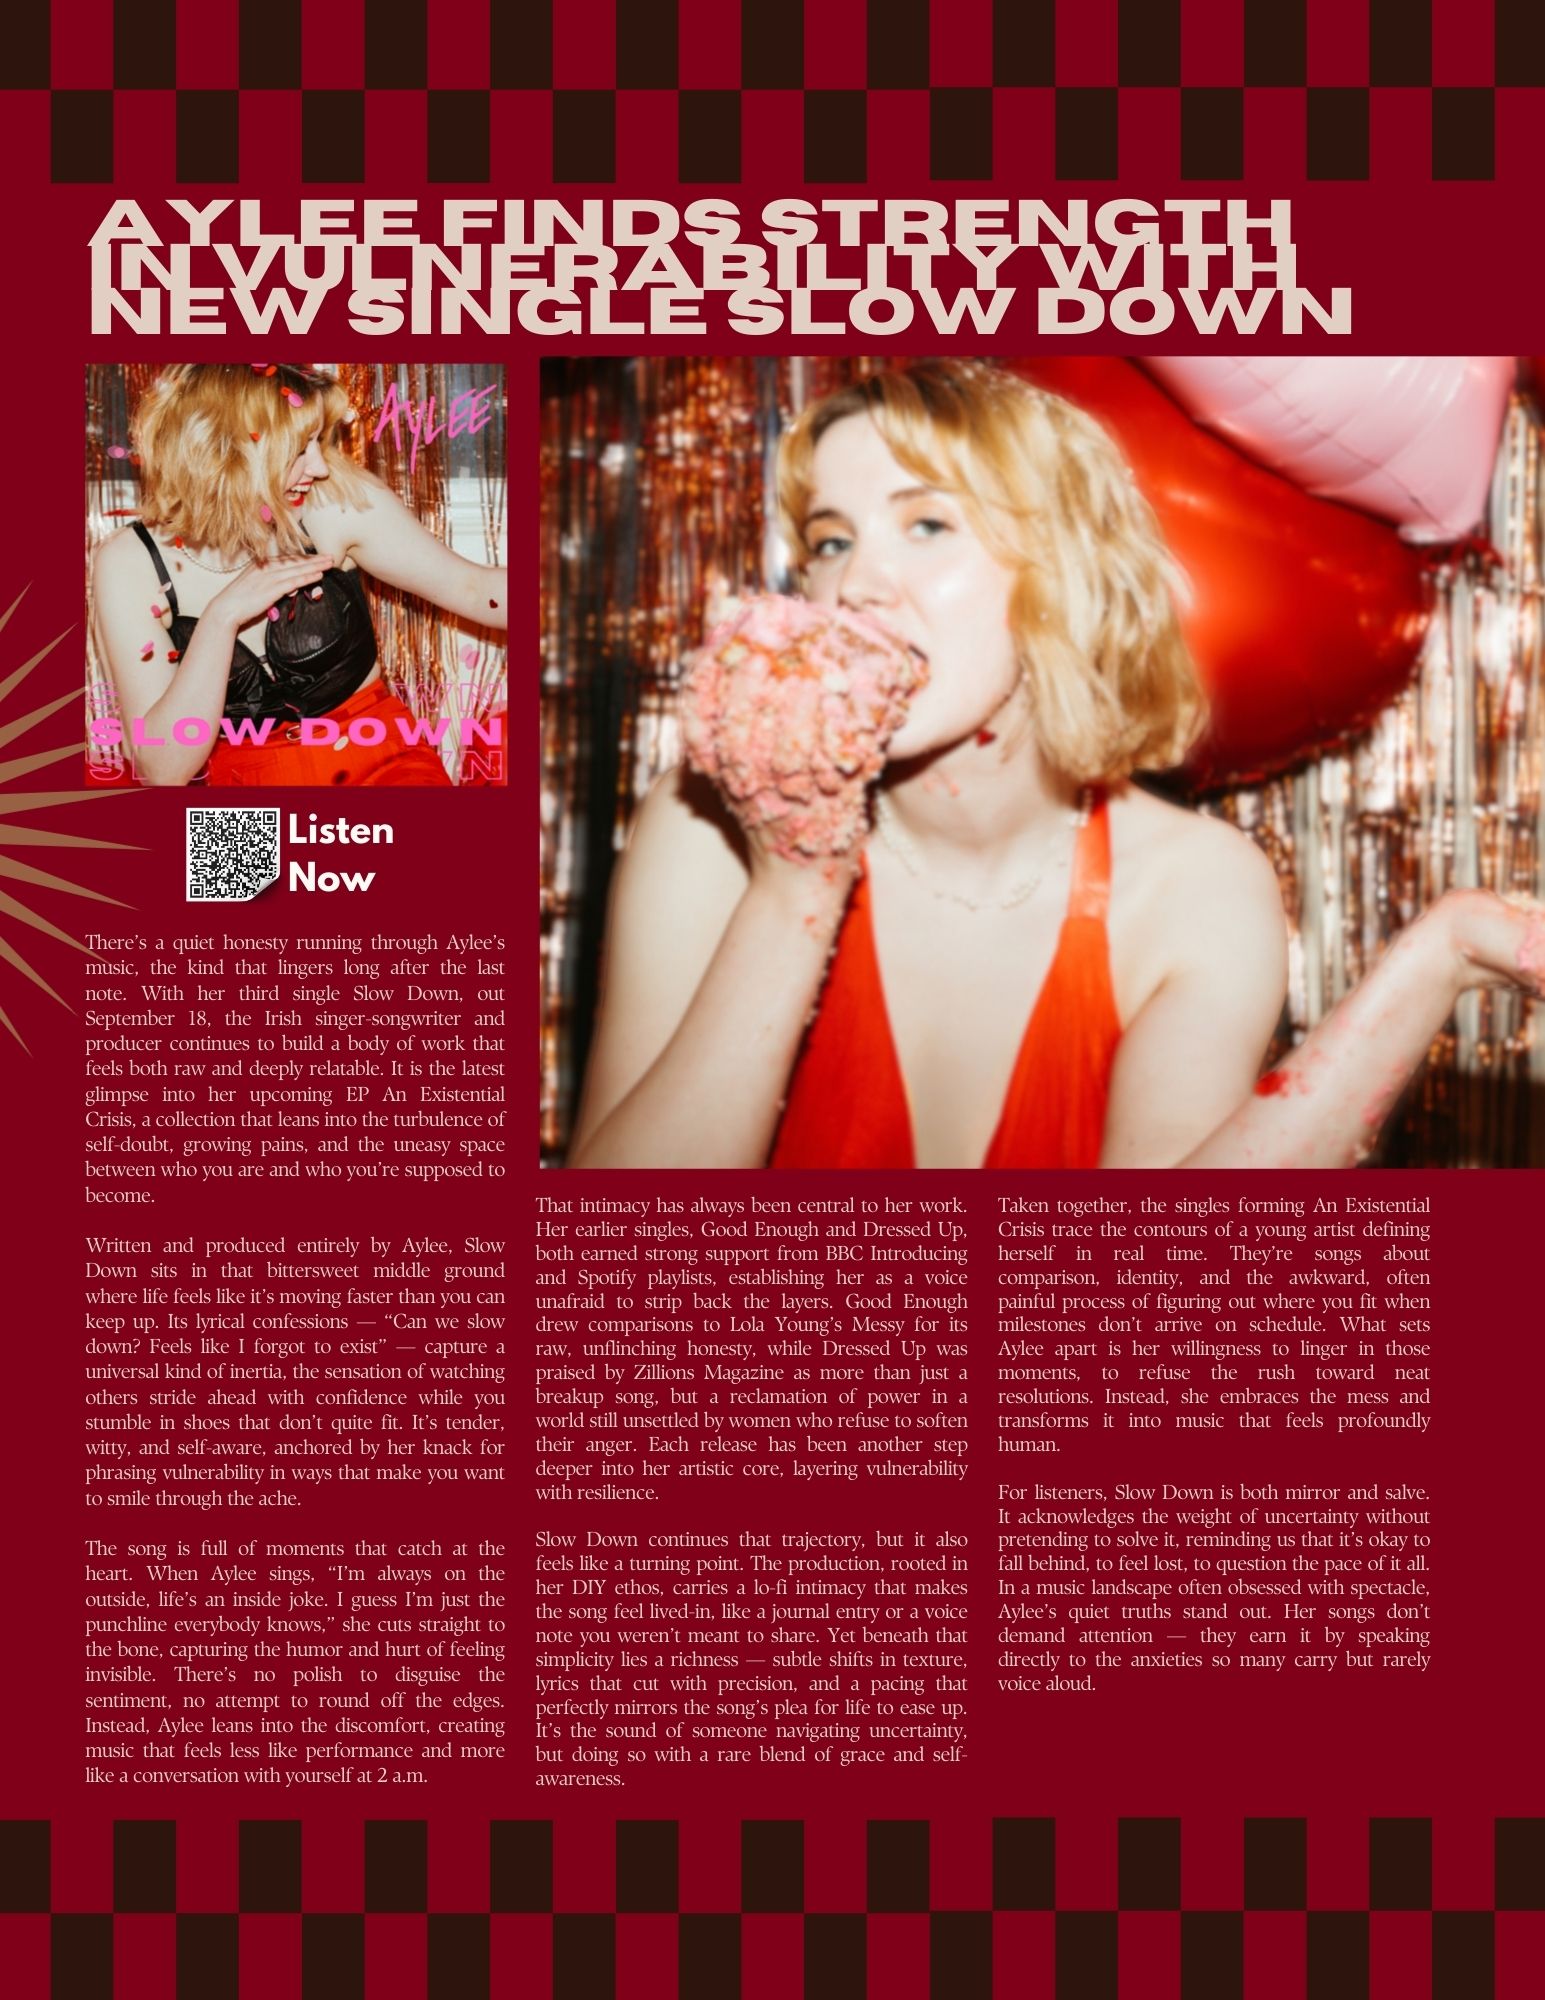 AYLEE FINDS STRENGTH
IN VULNERABILITY WITH
NEW SINGLE SLOW DOWN
AYLEE
SLOW DOWN
Listen
Now
There’s a quiet honesty running through Aylee’s
music, the kind that lingers long after the last
note. With her third single Slow Down, out
September 18, the Irish singer-songwriter and
producer continues to build a body of work that
feels both raw and deeply relatable. It is the latest
glimpse into her upcoming EP An Existential
Crisis, a collection that leans into the turbulence of
self-doubt, growing pains, and the uneasy space
between who you are and who you’re supposed to
become.
Written and produced entirely by Aylee, Slow
Down sits in that bittersweet middle ground
where life feels like it’s moving faster than you can
keep up. Its lyrical confessions — “Can we slow
down? Feels like I forgot to exist” — capture a
universal kind of inertia, the sensation of watching
others stride ahead with confidence while you
stumble in shoes that don’t quite fit. It’s tender,
witty, and self-aware, anchored by her knack for
phrasing vulnerability in ways that make you want
to smile through the ache.
The song is full of moments that catch at the
heart. When Aylee sings, “I’m always on the
outside, life’s an inside joke. I guess I’m just the
punchline everybody knows,” she cuts straight to
the bone, capturing the humor and hurt of feeling
invisible. There’s no polish to disguise the
sentiment, no attempt to round off the edges.
Instead, Aylee leans into the discomfort, creating
music that feels less like performance and more
like a conversation with yourself at 2 a.m.
That intimacy has always been central to her work.
Her earlier singles, Good Enough and Dressed Up,
both earned strong support from BBC Introducing
and Spotify playlists, establishing her as a voice
unafraid to strip back the layers. Good Enough
drew comparisons to Lola Young’s Messy for its
raw, unflinching honesty, while Dressed Up was
praised by Zillions Magazine as more than just a
breakup song, but a reclamation of power in a
world still unsettled by women who refuse to soften
their anger. Each release has been another step
deeper into her artistic core, layering vulnerability
with resilience.
Slow Down continues that trajectory, but it also
feels like a turning point. The production, rooted in
her DIY ethos, carries a lo-fi intimacy that makes
the song feel lived-in, like a journal entry or a voice
note you weren’t meant to share. Yet beneath that
simplicity lies a richness — subtle shifts in texture,
lyrics that cut with precision, and a pacing that
perfectly mirrors the song’s plea for life to ease up.
It’s the sound of someone navigating uncertainty,
but doing so with a rare blend of grace and self-
awareness.
Taken together, the singles forming An Existential
Crisis trace the contours of a young artist defining
herself in real time. They’re songs about
comparison, identity, and the awkward, often
painful process of figuring out where you fit when
milestones don’t arrive on schedule. What sets
Aylee apart is her willingness to linger in those
moments, to refuse the rush toward neat
resolutions. Instead, she embraces the mess and
transforms it into music that feels profoundly
human.
For listeners, Slow Down is both mirror and salve.
It acknowledges the weight of uncertainty without
pretending to solve it, reminding us that it’s okay to
fall behind, to feel lost, to question the pace of it all.
In a music landscape often obsessed with spectacle,
Aylee’s quiet truths stand out. Her songs don’t
demand attention — they earn it by speaking
directly to the anxieties so many carry but rarely
voice aloud.